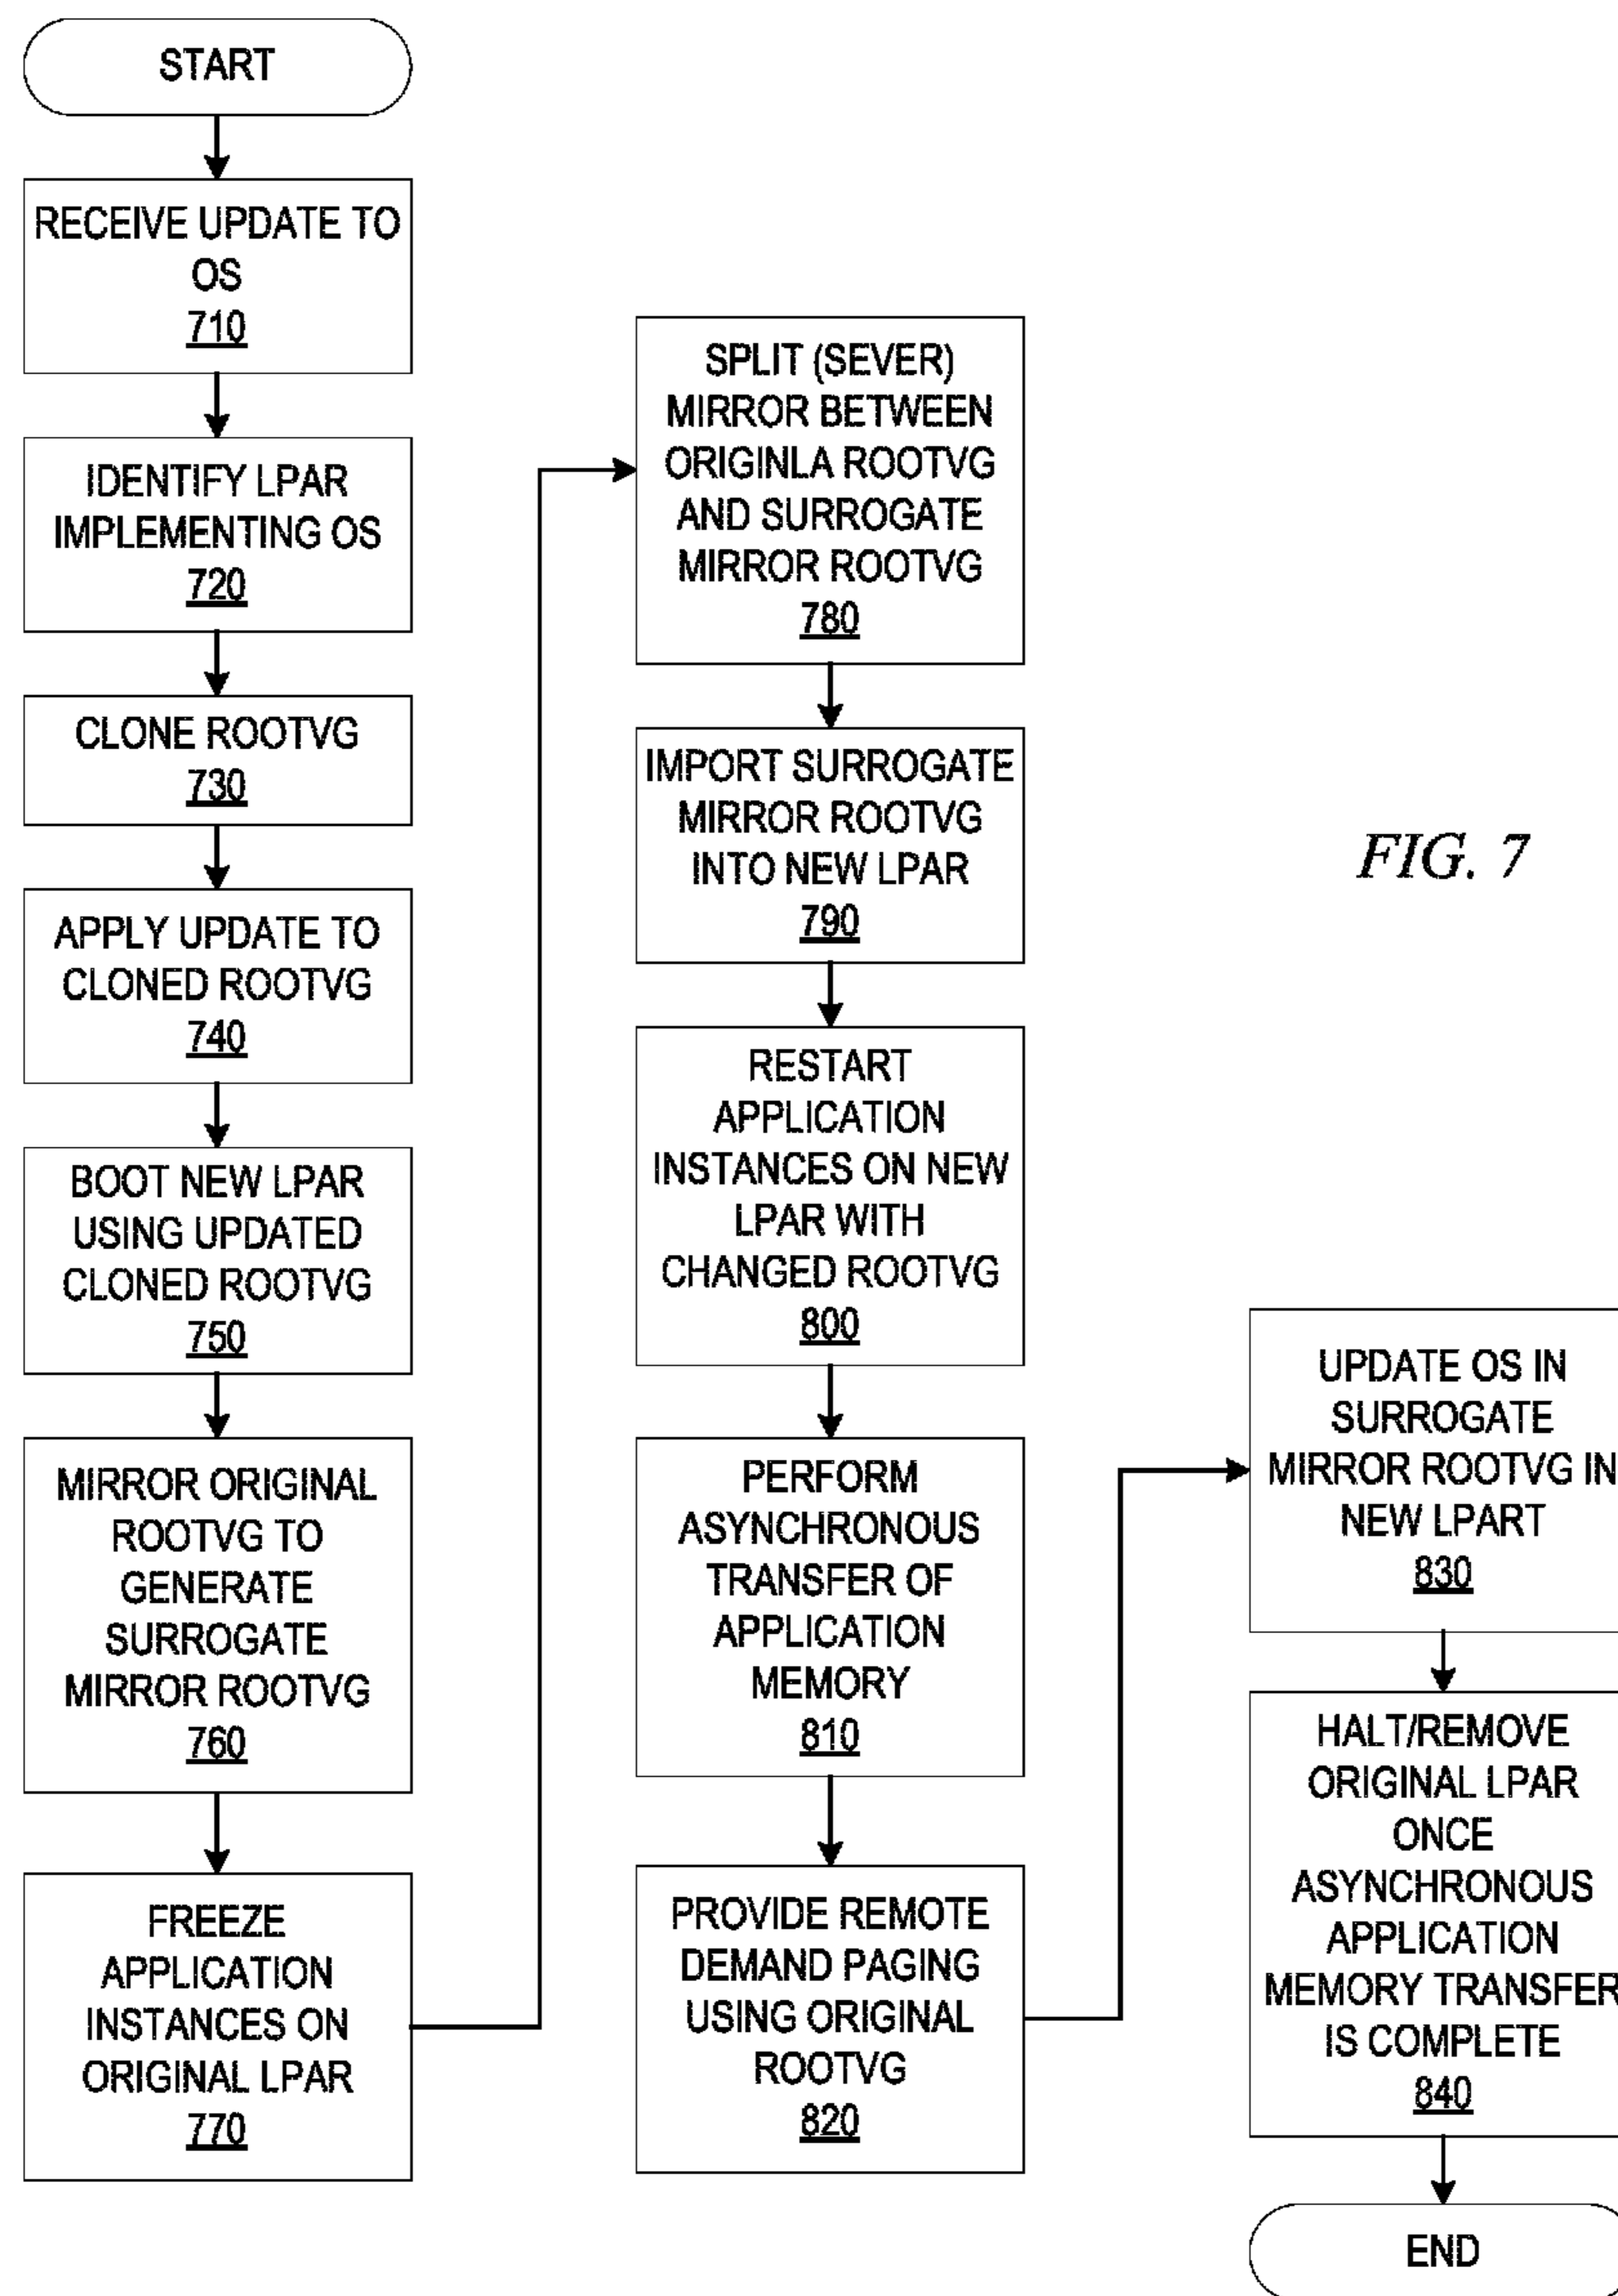 START
RECEIVE UPDATE TO
OS
710
IDENTIFY LPAR
IMPLEMENTING OS
720
CLONE ROOTVG
730
APPLY UPDATE TO
CLONED ROOTVG
740
BOOT NEW LPAR
USING UPDATED
CLONED ROOTVG
750
MIRROR ORIGINAL
ROOTVG TO
GENERATE
SURROGATE
MIRROR ROOTVG
760
FREEZE
APPLICATION
INSTANCES ON
ORIGINAL LPAR
770
SPLIT (SEVER)
MIRROR BETWEEN
ORIGINLA ROOTVG
AND SURROGATE
MIRROR ROOTVG
780
IMPORT SURROGATE
MIRROR ROOTVG
INTO NEW LPAR
790
RESTART
APPLICATION
INSTANCES ON NEW
LPAR WITH
CHANGED ROOTVG
800
PERFORM
ASYNCHRONOUS
TRANSFER OF
APPLICATION
MEMORY
810
PROVIDE REMOTE
DEMAND PAGING
USING ORIGINAL
ROOTVG
820
UPDATE OS IN
SURROGATE
MIRROR ROOTVG IN
NEW LPART
830
HALT/REMOVE
ORIGINAL LPAR
ONCE
ASYNCHRONOUS
APPLICATION
MEMORY TRANSFER
IS COMPLETE
840
END
FIG. 7